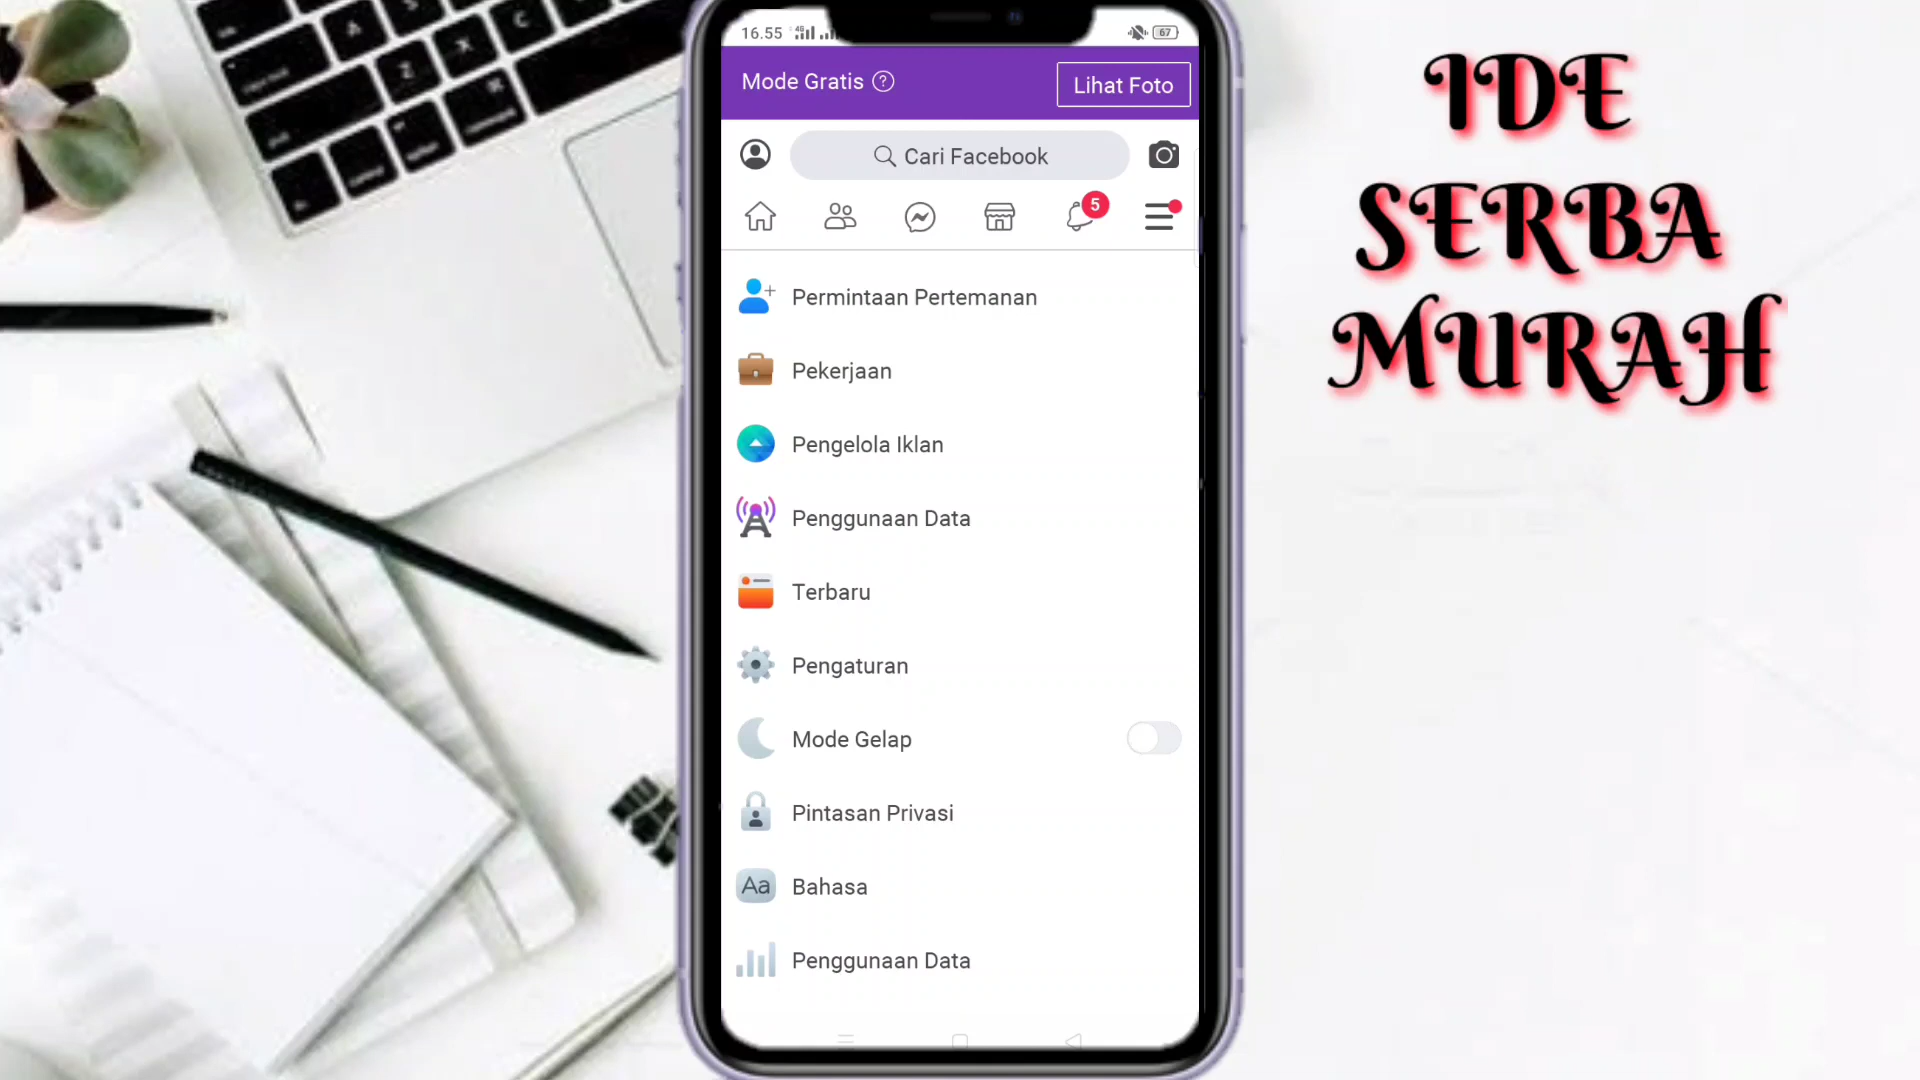 16.55
67
Mode Gratis
Lihat Foto
Cari Facebook
5
Permintaan Pertemanan
Pekerjaan
Pengelola Iklan
Penggunaan Data
Terbaru
Pengaturan
Mode Gelap
Pintasan Privasi
Aa Bahasa
Penggunaan Data
IDE
SERBA
MURAH
A
Z
X
C